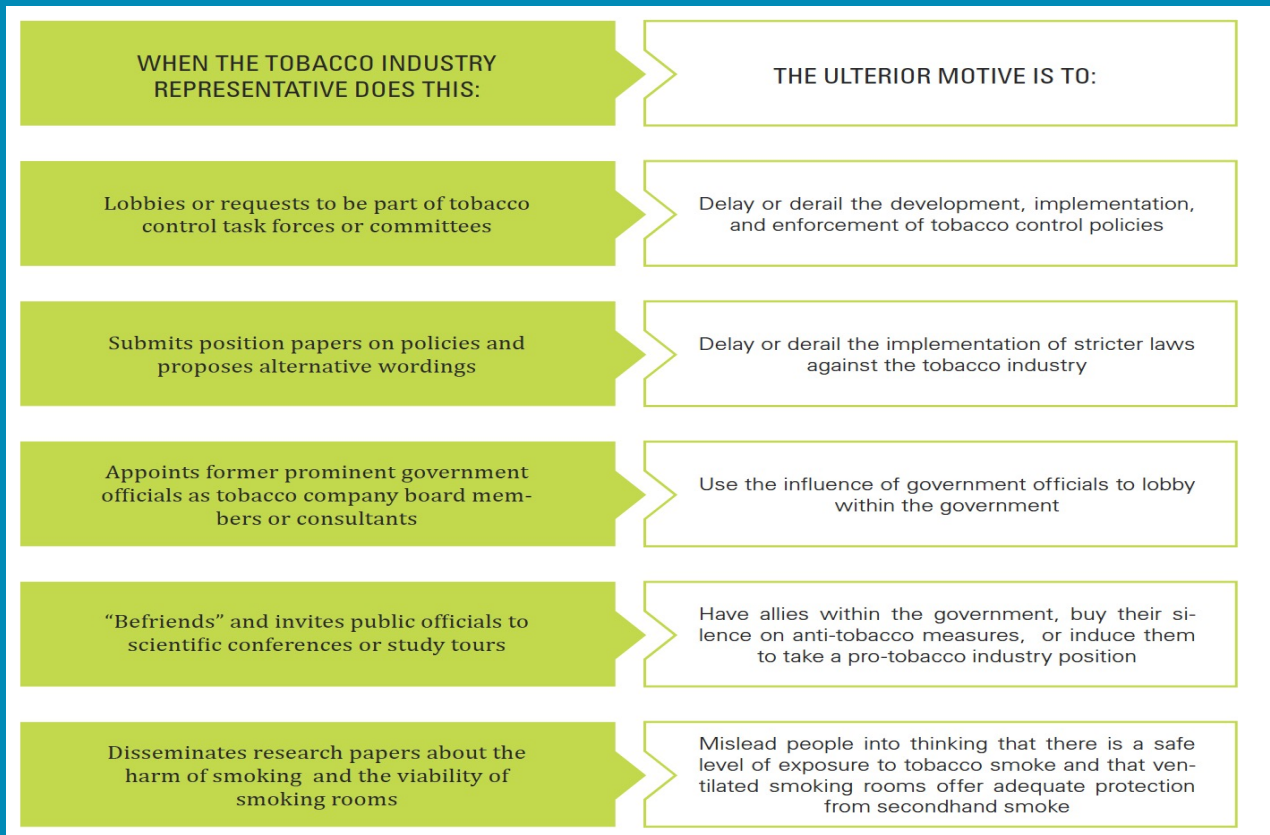 WHEN THE TOBACCO INDUSTRY
REPRESENTATIVE DOES THIS:
THE ULTERIOR MOTIVE IS TO:
Lobbies or requests to be part of tobacco
control task forces or committees
Delay or derail the development, implementation,
and enforcement of tobacco control policies
Submits position papers on policies and
proposes alternative wordings
Delay or derail the implementation of stricter laws
against the tobacco industry
Appoints former prominent government
officials as tobacco company board mem-
bers or consultants
Use the influence of government officials to lobby
within the government
“Befriends” and invites public officials to
scientific conferences or study tours
Have allies within the government, buy their si-
lence on anti-tobacco measures, or induce them
to take a pro-tobacco industry position
Disseminates research papers about the
harm of smoking and the viability of
smoking rooms
Mislead people into thinking that there is a safe
level of exposure to tobacco smoke and that ven-
tilated smoking rooms offer adequate protection
from secondhand smoke